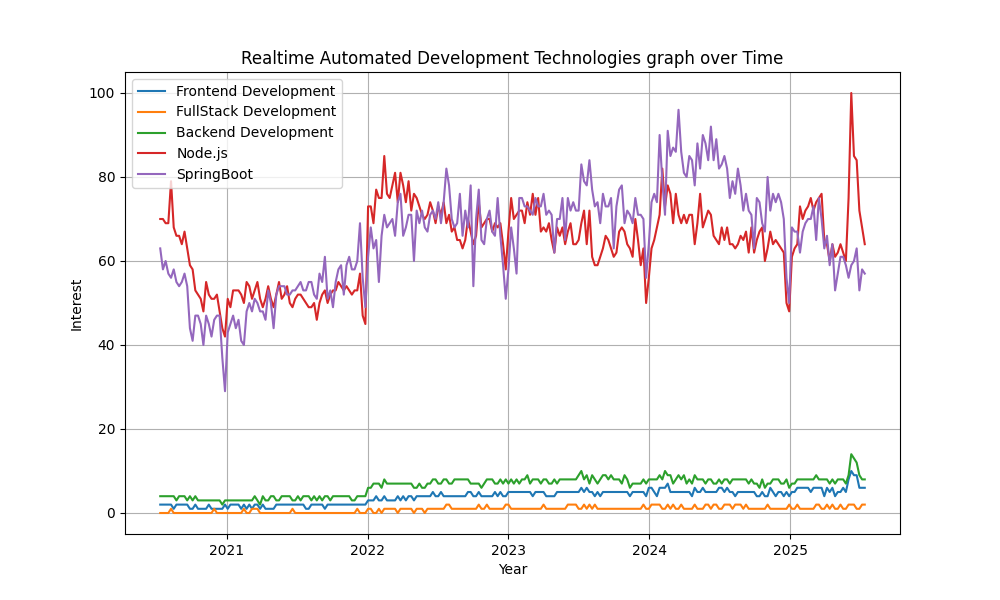 Realtime Automated Development Technologies graph over Time
Frontend Development
FullStack Development
Backend Development
Node.js
SpringBoot
100
80
60
40
20
0
Interest
2021 2022 2023 2024 2025
Year